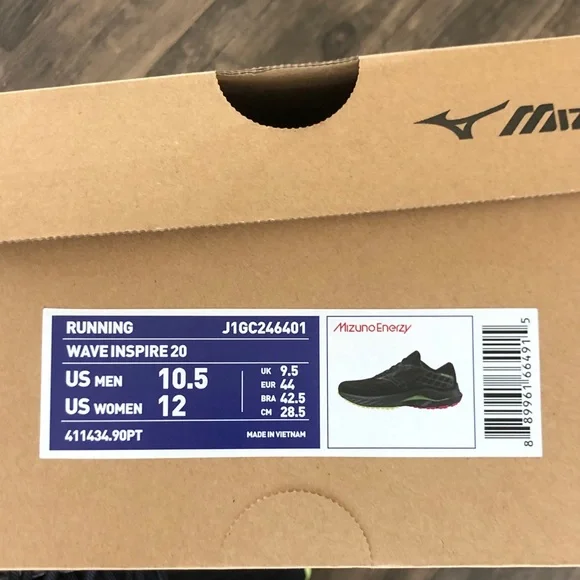 RUNNING J1GC246401
WAVE INSPIRE 20
US MEN 10.5
US WOMEN 12
UK 9.5
EUR 44
BRA 42.5
CM 28.5
411434.90PT MADE IN VIETNAM
Mizuno Enerzy
8 89961 66491 5